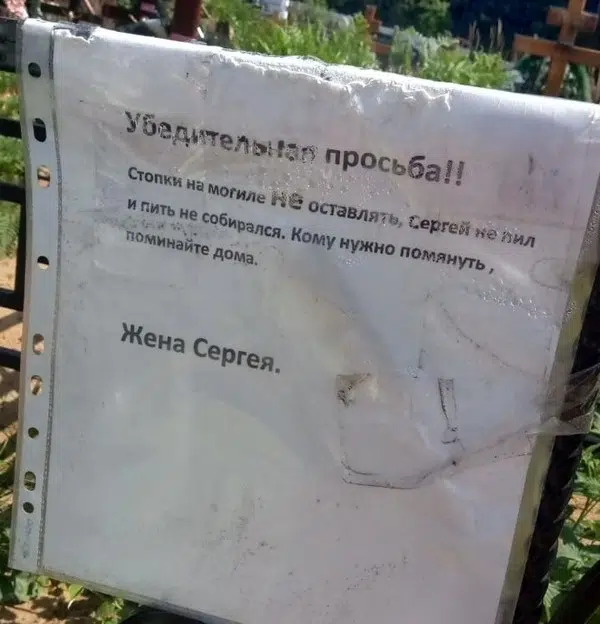 Убедительная просьба!!
Стопки на могиле не оставлять, Сергей не пил
и пить не собирался. Кому нужно помянуть ,
поминайте дома.
Жена Сергея.